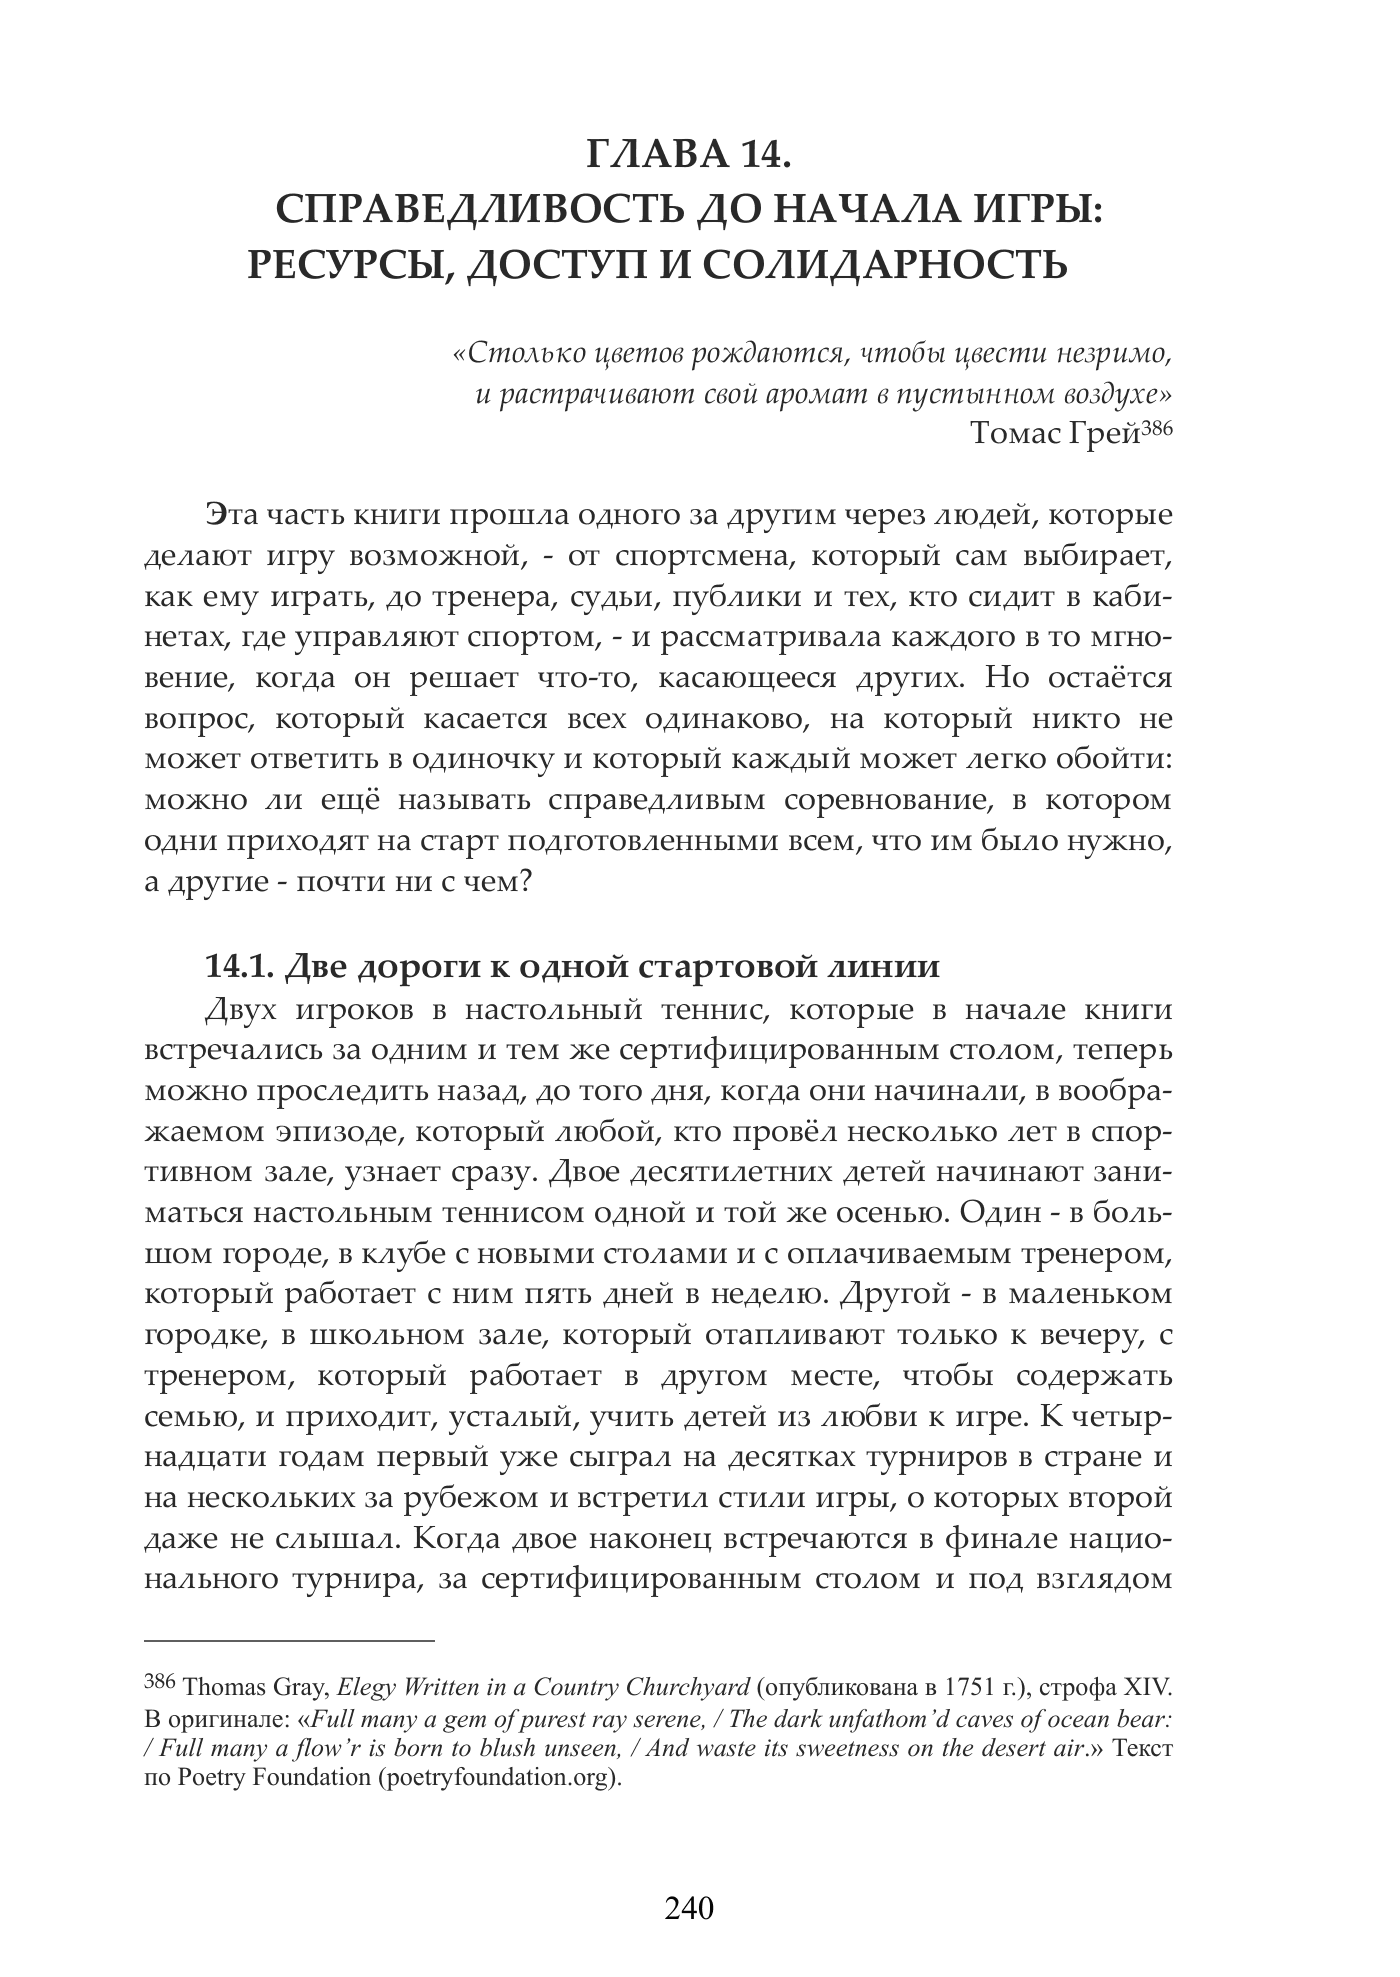 ГЛАВА 14.
СПРАВЕДЛИВОСТЬ ДО НАЧАЛА ИГРЫ:
РЕСУРСЫ, ДОСТУП И СОЛИДАРНОСТЬ
«Столько цветов рождаются, чтобы цвести незримо,
и растрачивают свой аромат в пустынном воздухе»
Томас Грей386
Эта часть книги прошла одного за другим через людей, которые
делают игру возможной, - от спортсмена, который сам выбирает,
как ему играть, до тренера, судьи, публики и тех, кто сидит в каби-
нетах, где управляют спортом, - и рассматривала каждого в то мгно-
вение, когда он решает что-то, касающееся других. Но остаётся
вопрос, который касается всех одинаково, на который никто не
может ответить в одиночку и который каждый может легко обойти:
можно ли ещё называть справедливым соревнование, в котором
одни приходят на старт подготовленными всем, что им было нужно,
а другие - почти ни с чем?
14.1. Две дороги к одной стартовой линии
Двух игроков в настольный теннис, которые в начале книги
встречались за одним и тем же сертифицированным столом, теперь
можно проследить назад, до того дня, когда они начинали, в вообра-
жаемом эпизоде, который любой, кто провёл несколько лет в спор-
тивном зале, узнает сразу. Двое десятилетних детей начинают зани-
маться настольным теннисом одной и той же осенью. Один - в боль-
шом городе, в клубе с новыми столами и с оплачиваемым тренером,
который работает с ним пять дней в неделю. Другой - в маленьком
городке, в школьном зале, который отапливают только к вечеру, с
тренером, который работает в другом месте, чтобы содержать
семью, и приходит, усталый, учить детей из любви к игре. К четыр-
надцати годам первый уже сыграл на десятках турниров в стране и
на нескольких за рубежом и встретил стили игры, о которых второй
даже не слышал. Когда двое наконец встречаются в финале нацио-
нального турнира, за сертифицированным столом и под взглядом
386 Thomas Gray, Elegy Written in a Country Churchyard (опубликована в 1751 г.), строфа XIV.
В оригинале: «Full many a gem of purest ray serene, / The dark unfathom’d caves of ocean bear:
/ Full many a flow’r is born to blush unseen, / And waste its sweetness on the desert air.» Текст
по Poetry Foundation (poetryfoundation.org).
240